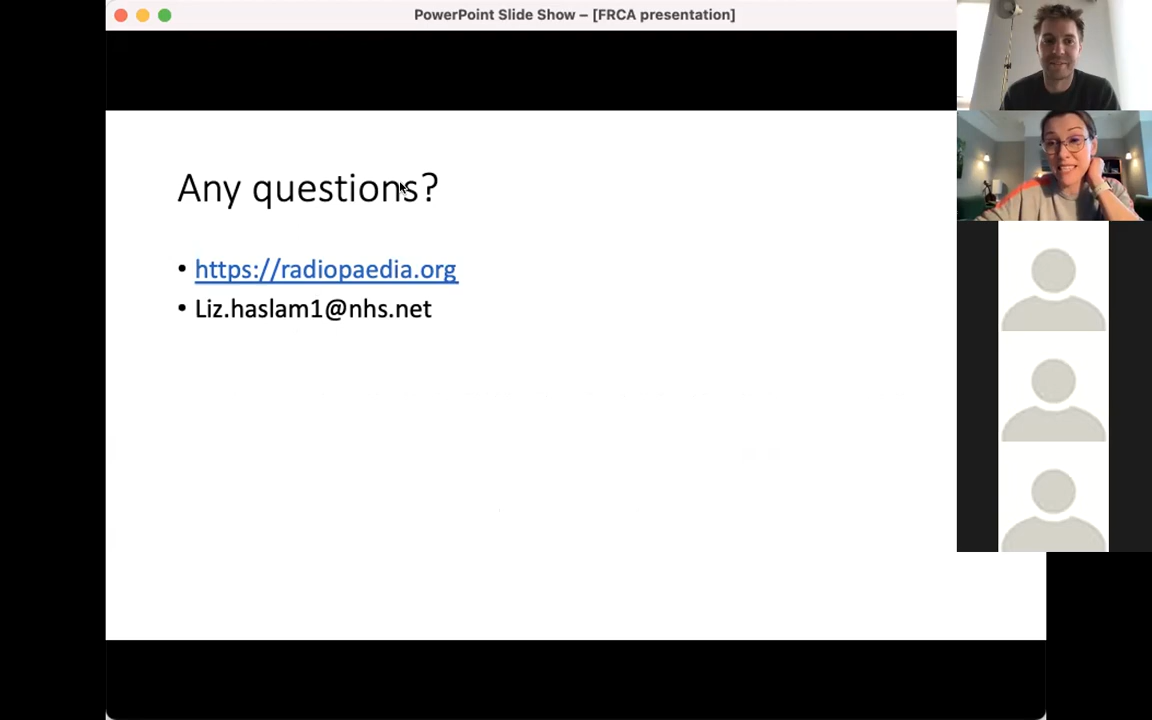 PowerPoint Slide Show – [FRCA presentation]
Any questions?
• https://radiopaedia.org
• Liz.haslam1@nhs.net